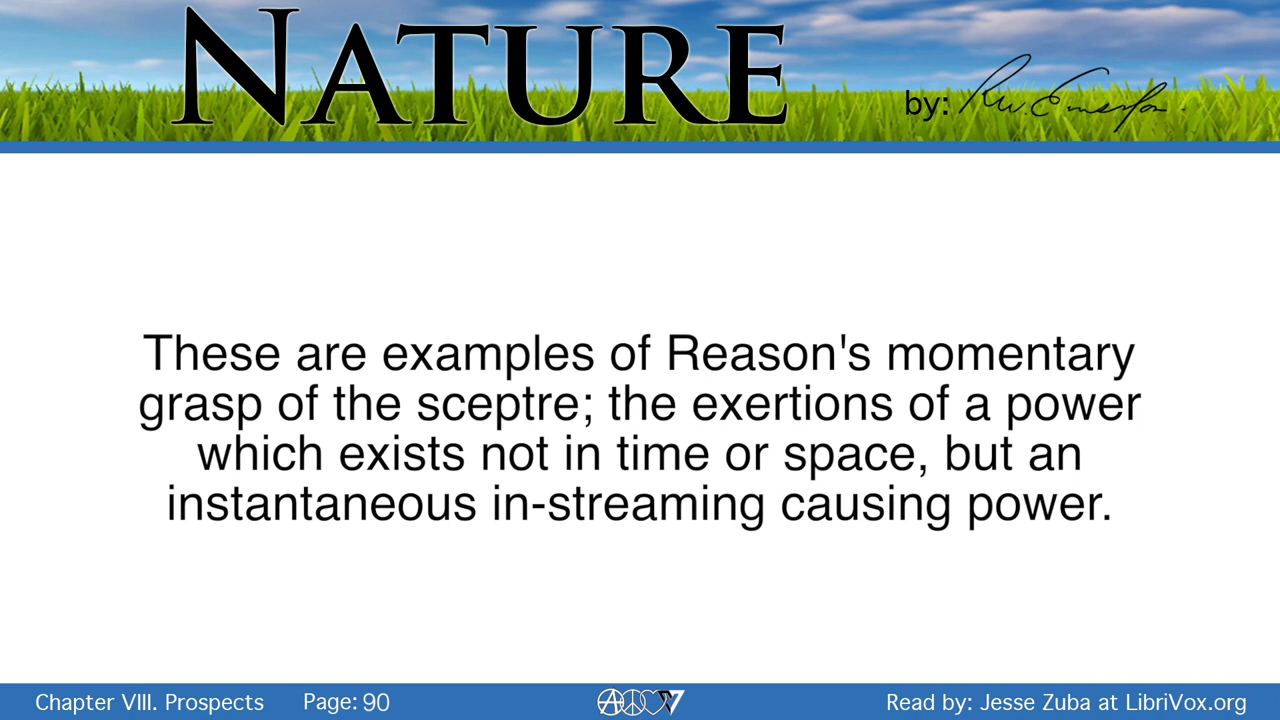 NATURE
by: R.W. Emerson.
These are examples of Reason's momentary
grasp of the sceptre; the exertions of a power
which exists not in time or space, but an
instantaneous in-streaming causing power.
Chapter VIII. Prospects Page: 90
Read by: Jesse Zuba at LibriVox.org